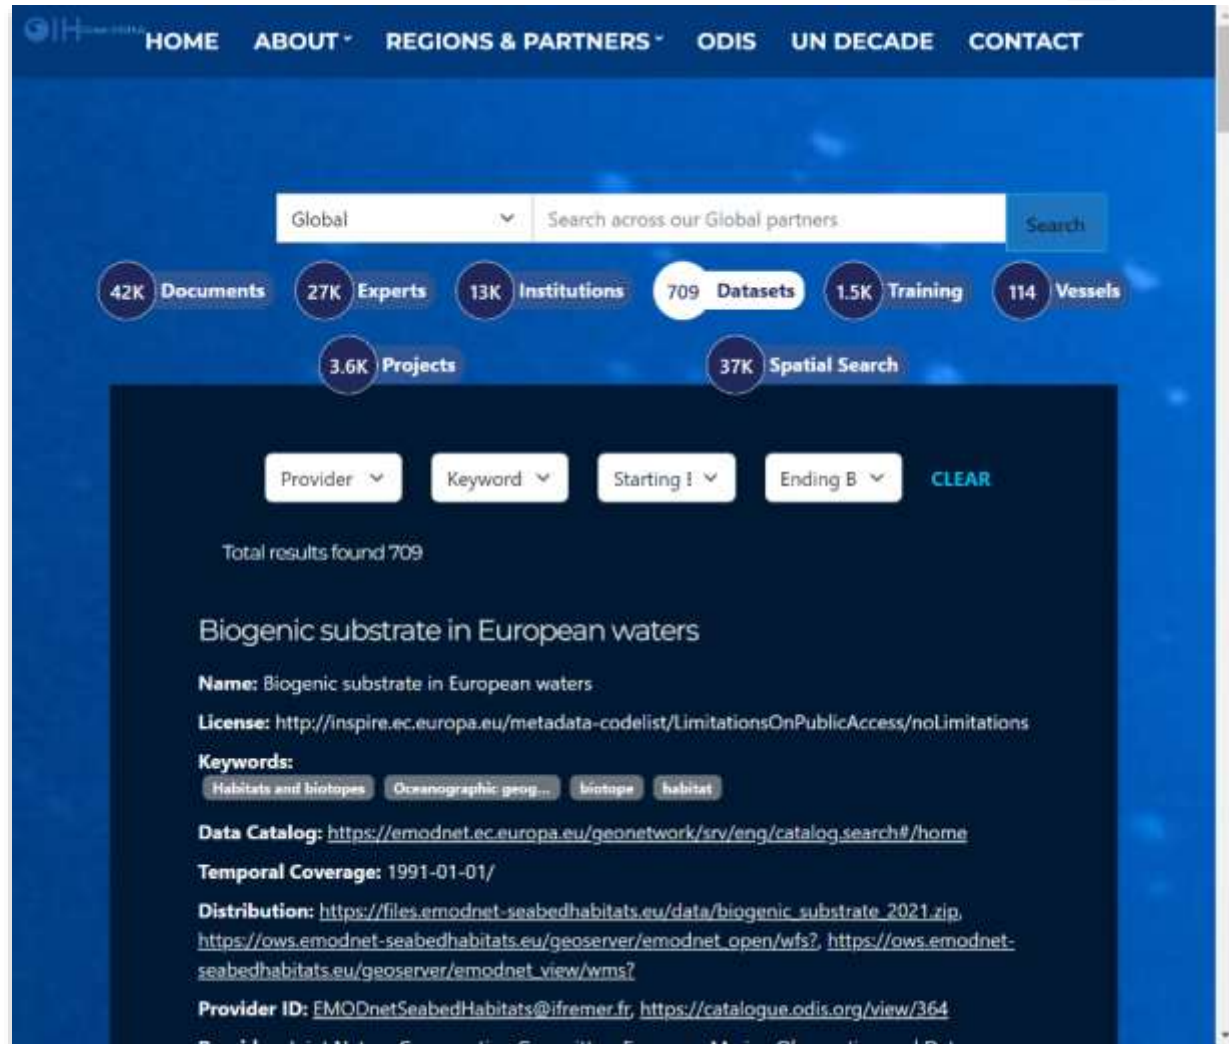 OIH
HOME ABOUT REGIONS & PARTNERS ODIS UN DECADE CONTACT
Global Search across our Global partners Search
42K Documents 27K Experts 13K Institutions 709 Datasets 1.5K Training 114 Vessels
3.6K Projects 37K Spatial Search
Provider Keyword Starting Ending B CLEAR
Total results found 709
Biogenic substrate in European waters
Name: Biogenic substrate in European waters
License: http://inspire.ec.europa.eu/metadata-codelist/LimitationsOnPublicAccess/noLimitations
Keywords:
Habitats and biotopes Oceanographic geog... biotope habitat
Data Catalog: https://emodnet.ec.europa.eu/geonetwork/srv/eng/catalog.search#/home
Temporal Coverage: 1991-01-01/
Distribution: https://files.emodnet-seabedhabitats.eu/data/biogenic_substrate_2021.zip,
https://ows.emodnet-seabedhabitats.eu/geoserver/emodnet_open/wfs?, https://ows.emodnet-
seabedhabitats.eu/geoserver/emodnet_view/wms?
Provider ID: EMODnetSeabedHabitats@ifremer.fr, https://catalogue.odis.org/view/364